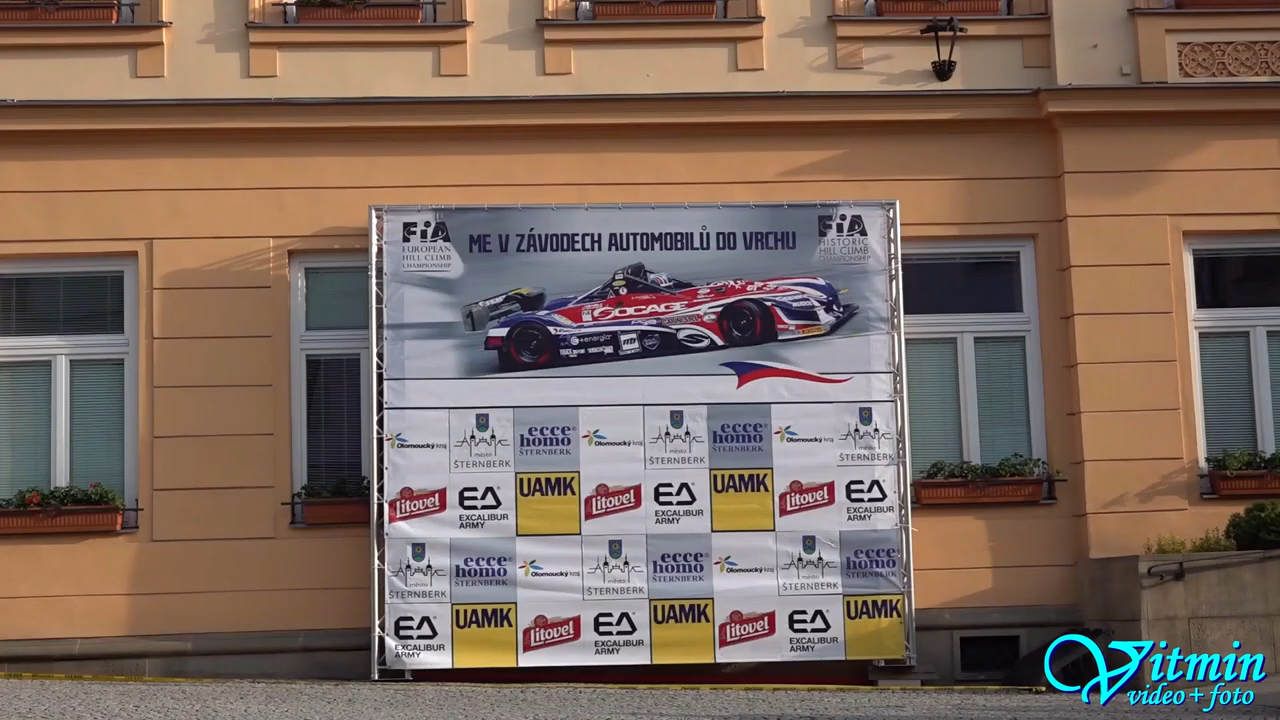 FIA
EUROPEAN
HILL CLIMB
CHAMPIONSHIP
ME V ZÁVODECH AUTOMOBILŮ DO VRCHU
FIA
HISTORIC
HILL CLIMB
CHAMPIONSHIP
SOCAGE
+energia
Olomoucký kraj
město
ŠTERNBERK
ecce
homo
ŠTERNBERK
Olomoucký kraj
město
ŠTERNBERK
ecce
homo
ŠTERNBERK
Olomoucký kraj
město
ŠTERNBERK
Litovel
EA
EXCALIBUR
ARMY
UAMK
Litovel
EA
EXCALIBUR
ARMY
UAMK
Litovel
EA
EXCALIBUR
ARMY
město
ŠTERNBERK
ecce
homo
ŠTERNBERK
Olomoucký kraj
město
ŠTERNBERK
ecce
homo
ŠTERNBERK
Olomoucký kraj
město
ŠTERNBERK
ecce
homo
ŠTERNBERK
EA
EXCALIBUR
ARMY
UAMK
Litovel
EA
EXCALIBUR
ARMY
UAMK
Litovel
EA
EXCALIBUR
ARMY
UAMK
Vitmin
video+foto